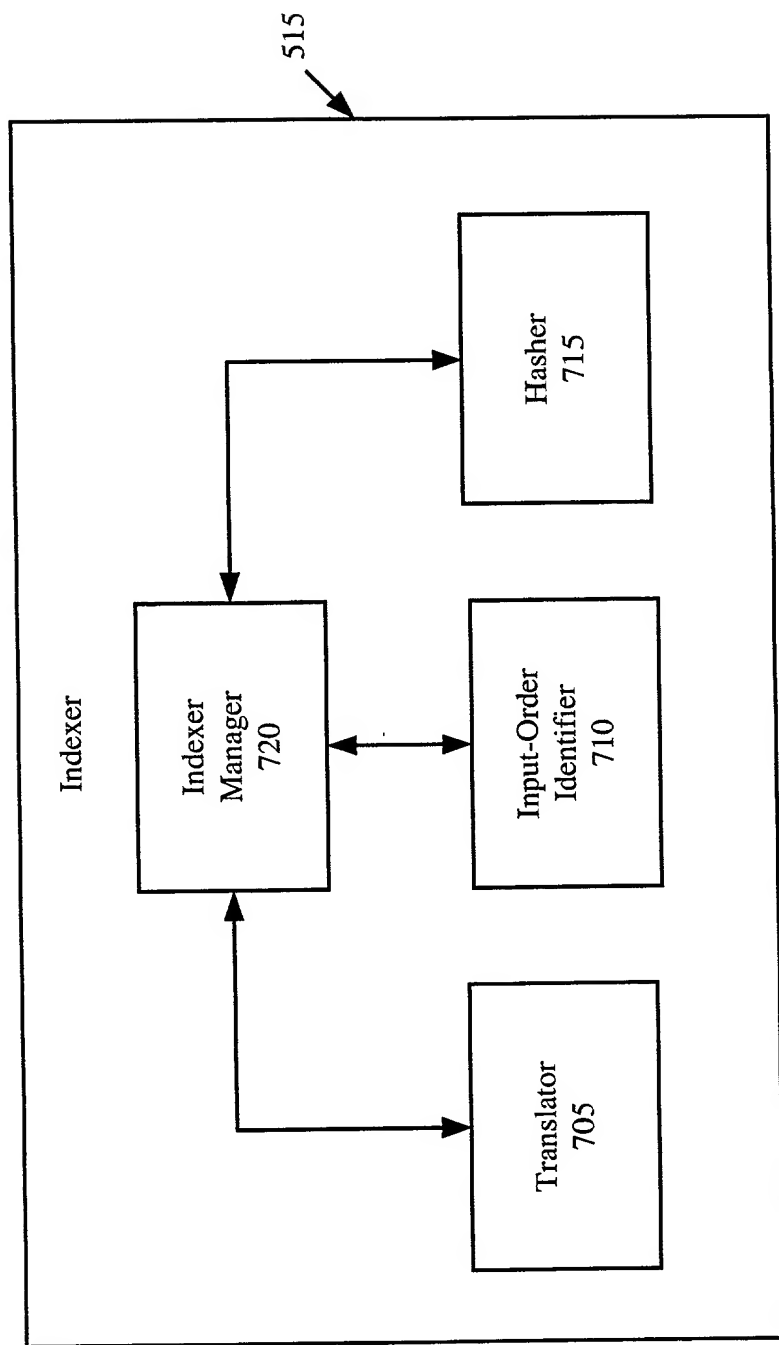 Indexer
515
Indexer
Manager
720
Translator
705
Input-Order
Identifier
710
Hasher
715